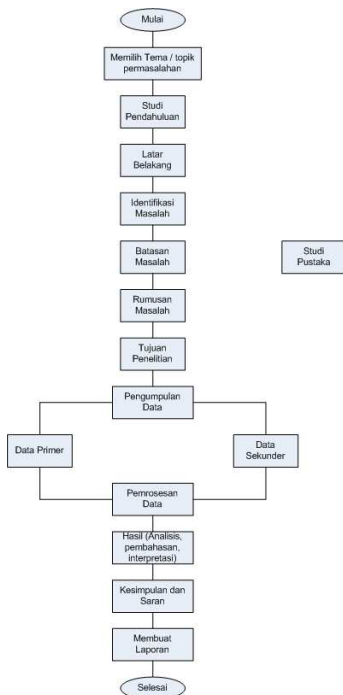 Mulai
Memilih Tema / topik
permasalahan
Studi
Pendahuluan
Latar
Belakang
Identifikasi
Masalah
Batasan
Masalah
Studi
Pustaka
Rumusan
Masalah
Tujuan
Penelitian
Pengumpulan
Data
Data Primer
Data
Sekunder
Pemrosesan
Data
Hasil (Analisis,
pembahasan,
interpretasi)
Kesimpulan dan
Saran
Membuat
Laporan
Selesai